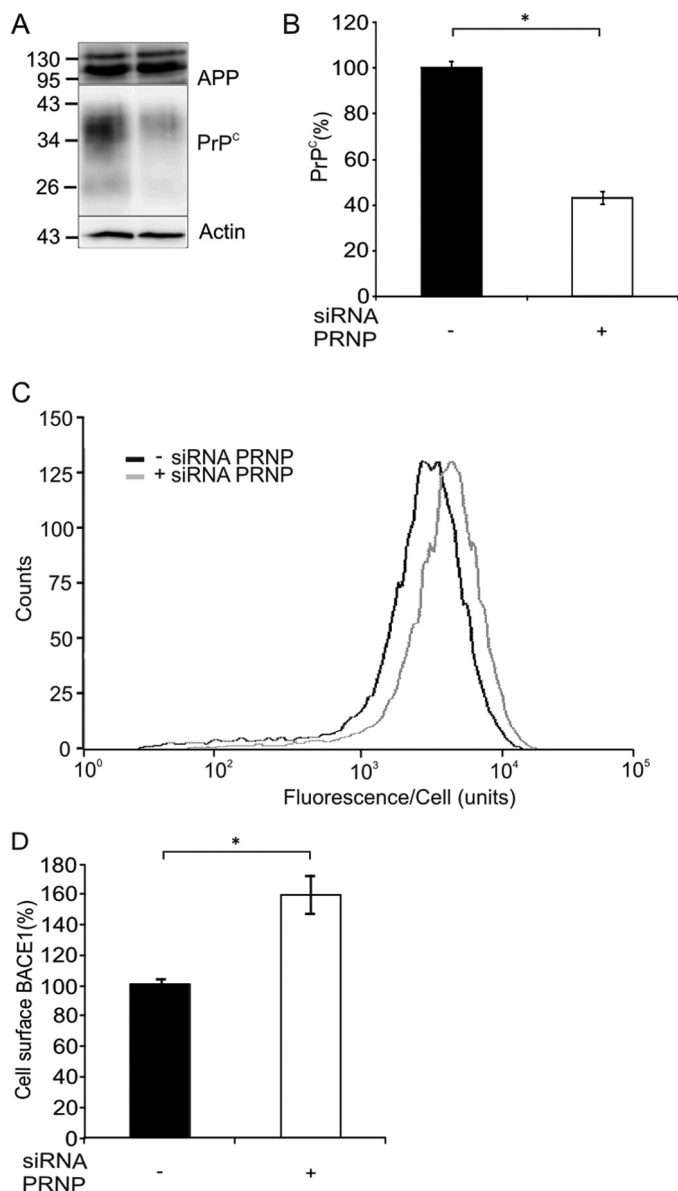 A
130
95
APP
43
34
26
PrPᶜ
43
Actin
B
*
PrPᶜ(%)
120
100
80
60
40
20
0
siRNA
PRNP
- +
C
- siRNA PRNP
+ siRNA PRNP
Counts
150
125
100
75
50
25
0
10⁰ 10² 10³ 10⁴ 10⁵
Fluorescence/Cell (units)
D
*
Cell surface BACE1(%)
180
160
140
120
100
80
60
40
20
0
siRNA
PRNP
- +